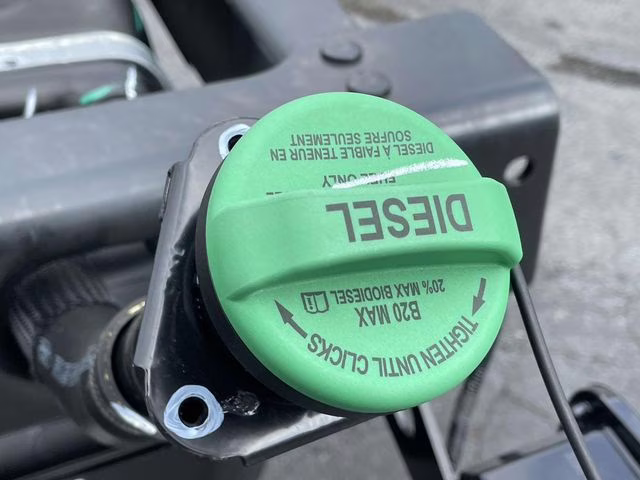 TIGHTEN UNTIL CLICKS
B20 MAX
20% MAX BIODIESEL
DIESEL
FUEL ONLY
DIESEL À FAIBLE TENEUR EN
SOUFRE SEULEMENT